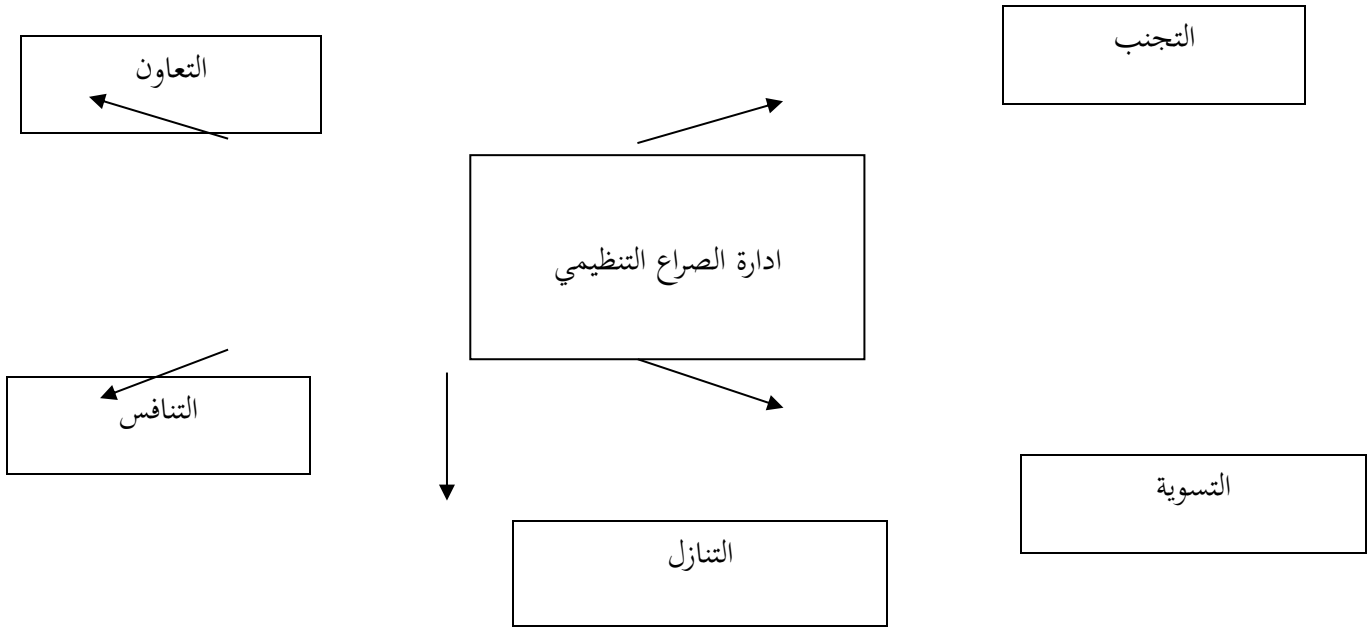 التجنب
التعاون
ادارة الصراع التنظيمي
التنافس
التسوية
التنازل